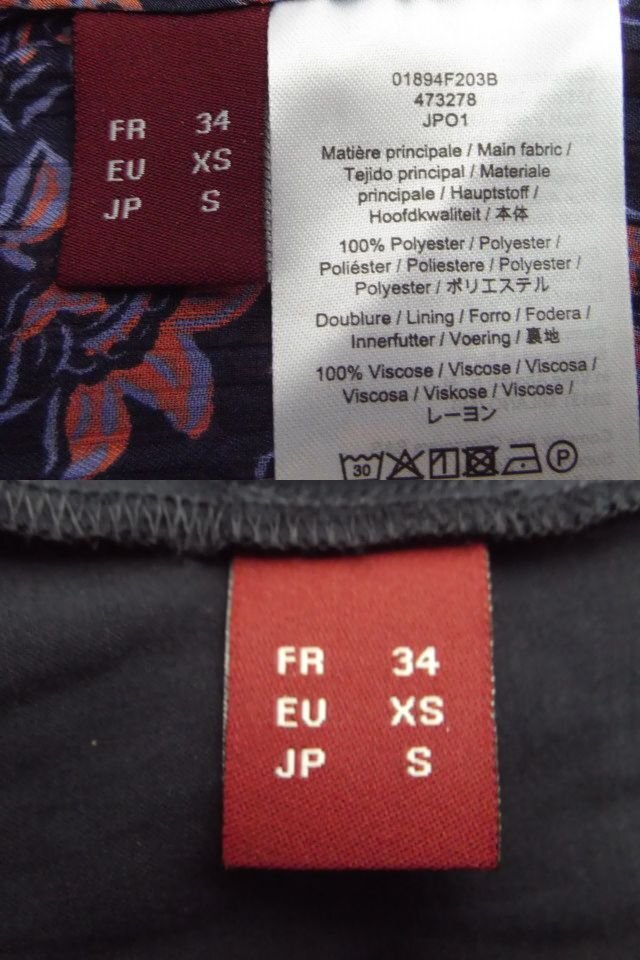 FR 34
EU XS
JP S
01894F203B
473278
JPO1
Matière principale / Main fabric /
Tejido principal / Materiale
principale / Hauptstoff /
Hoofdkwaliteit / 本体
100% Polyester / Polyester /
Poliéster / Poliestere / Polyester /
Polyester / ポリエステル
Doublure / Lining / Forro / Fodera /
Innerfutter / Voering / 裏地
100% Viscose / Viscose / Viscosa /
Viscosa / Viskose / Viscose /
レーヨン
30 P
FR 34
EU XS
JP S